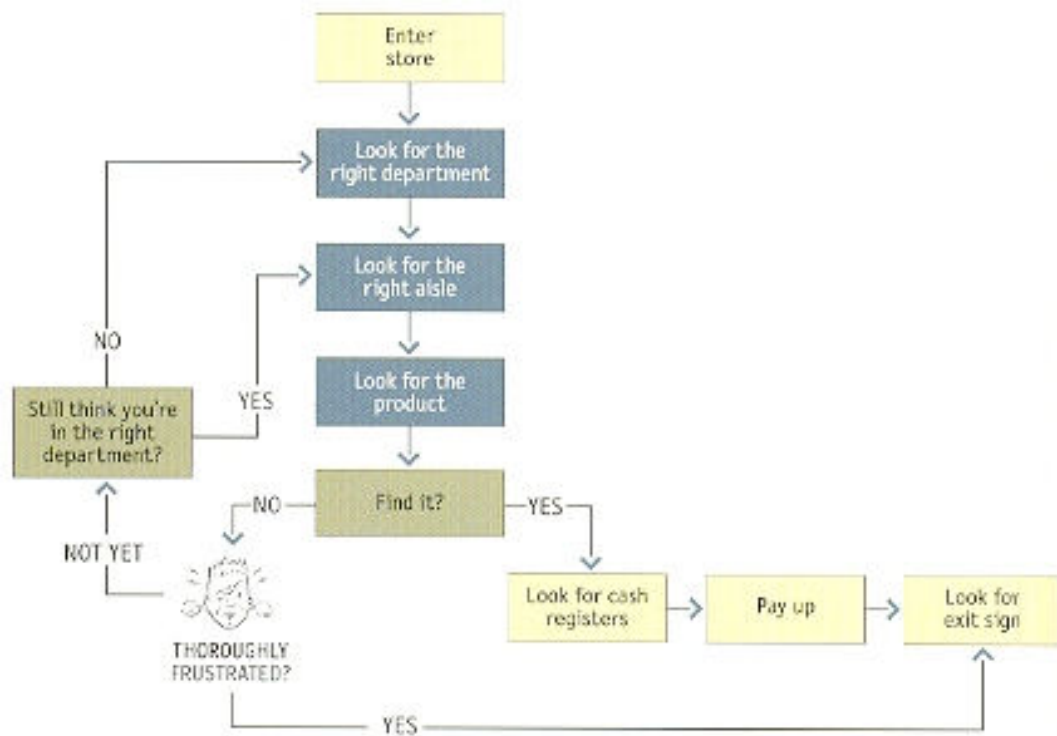 Enter
store
Look for the
right department
Look for the
right aisle
NO
Look for the
product
YES
Still think you're
in the right
department?
Find it?
NO
YES
NOT YET
Look for cash
registers
Pay up
Look for
exit sign
THOROUGHLY
FRUSTRATED?
YES